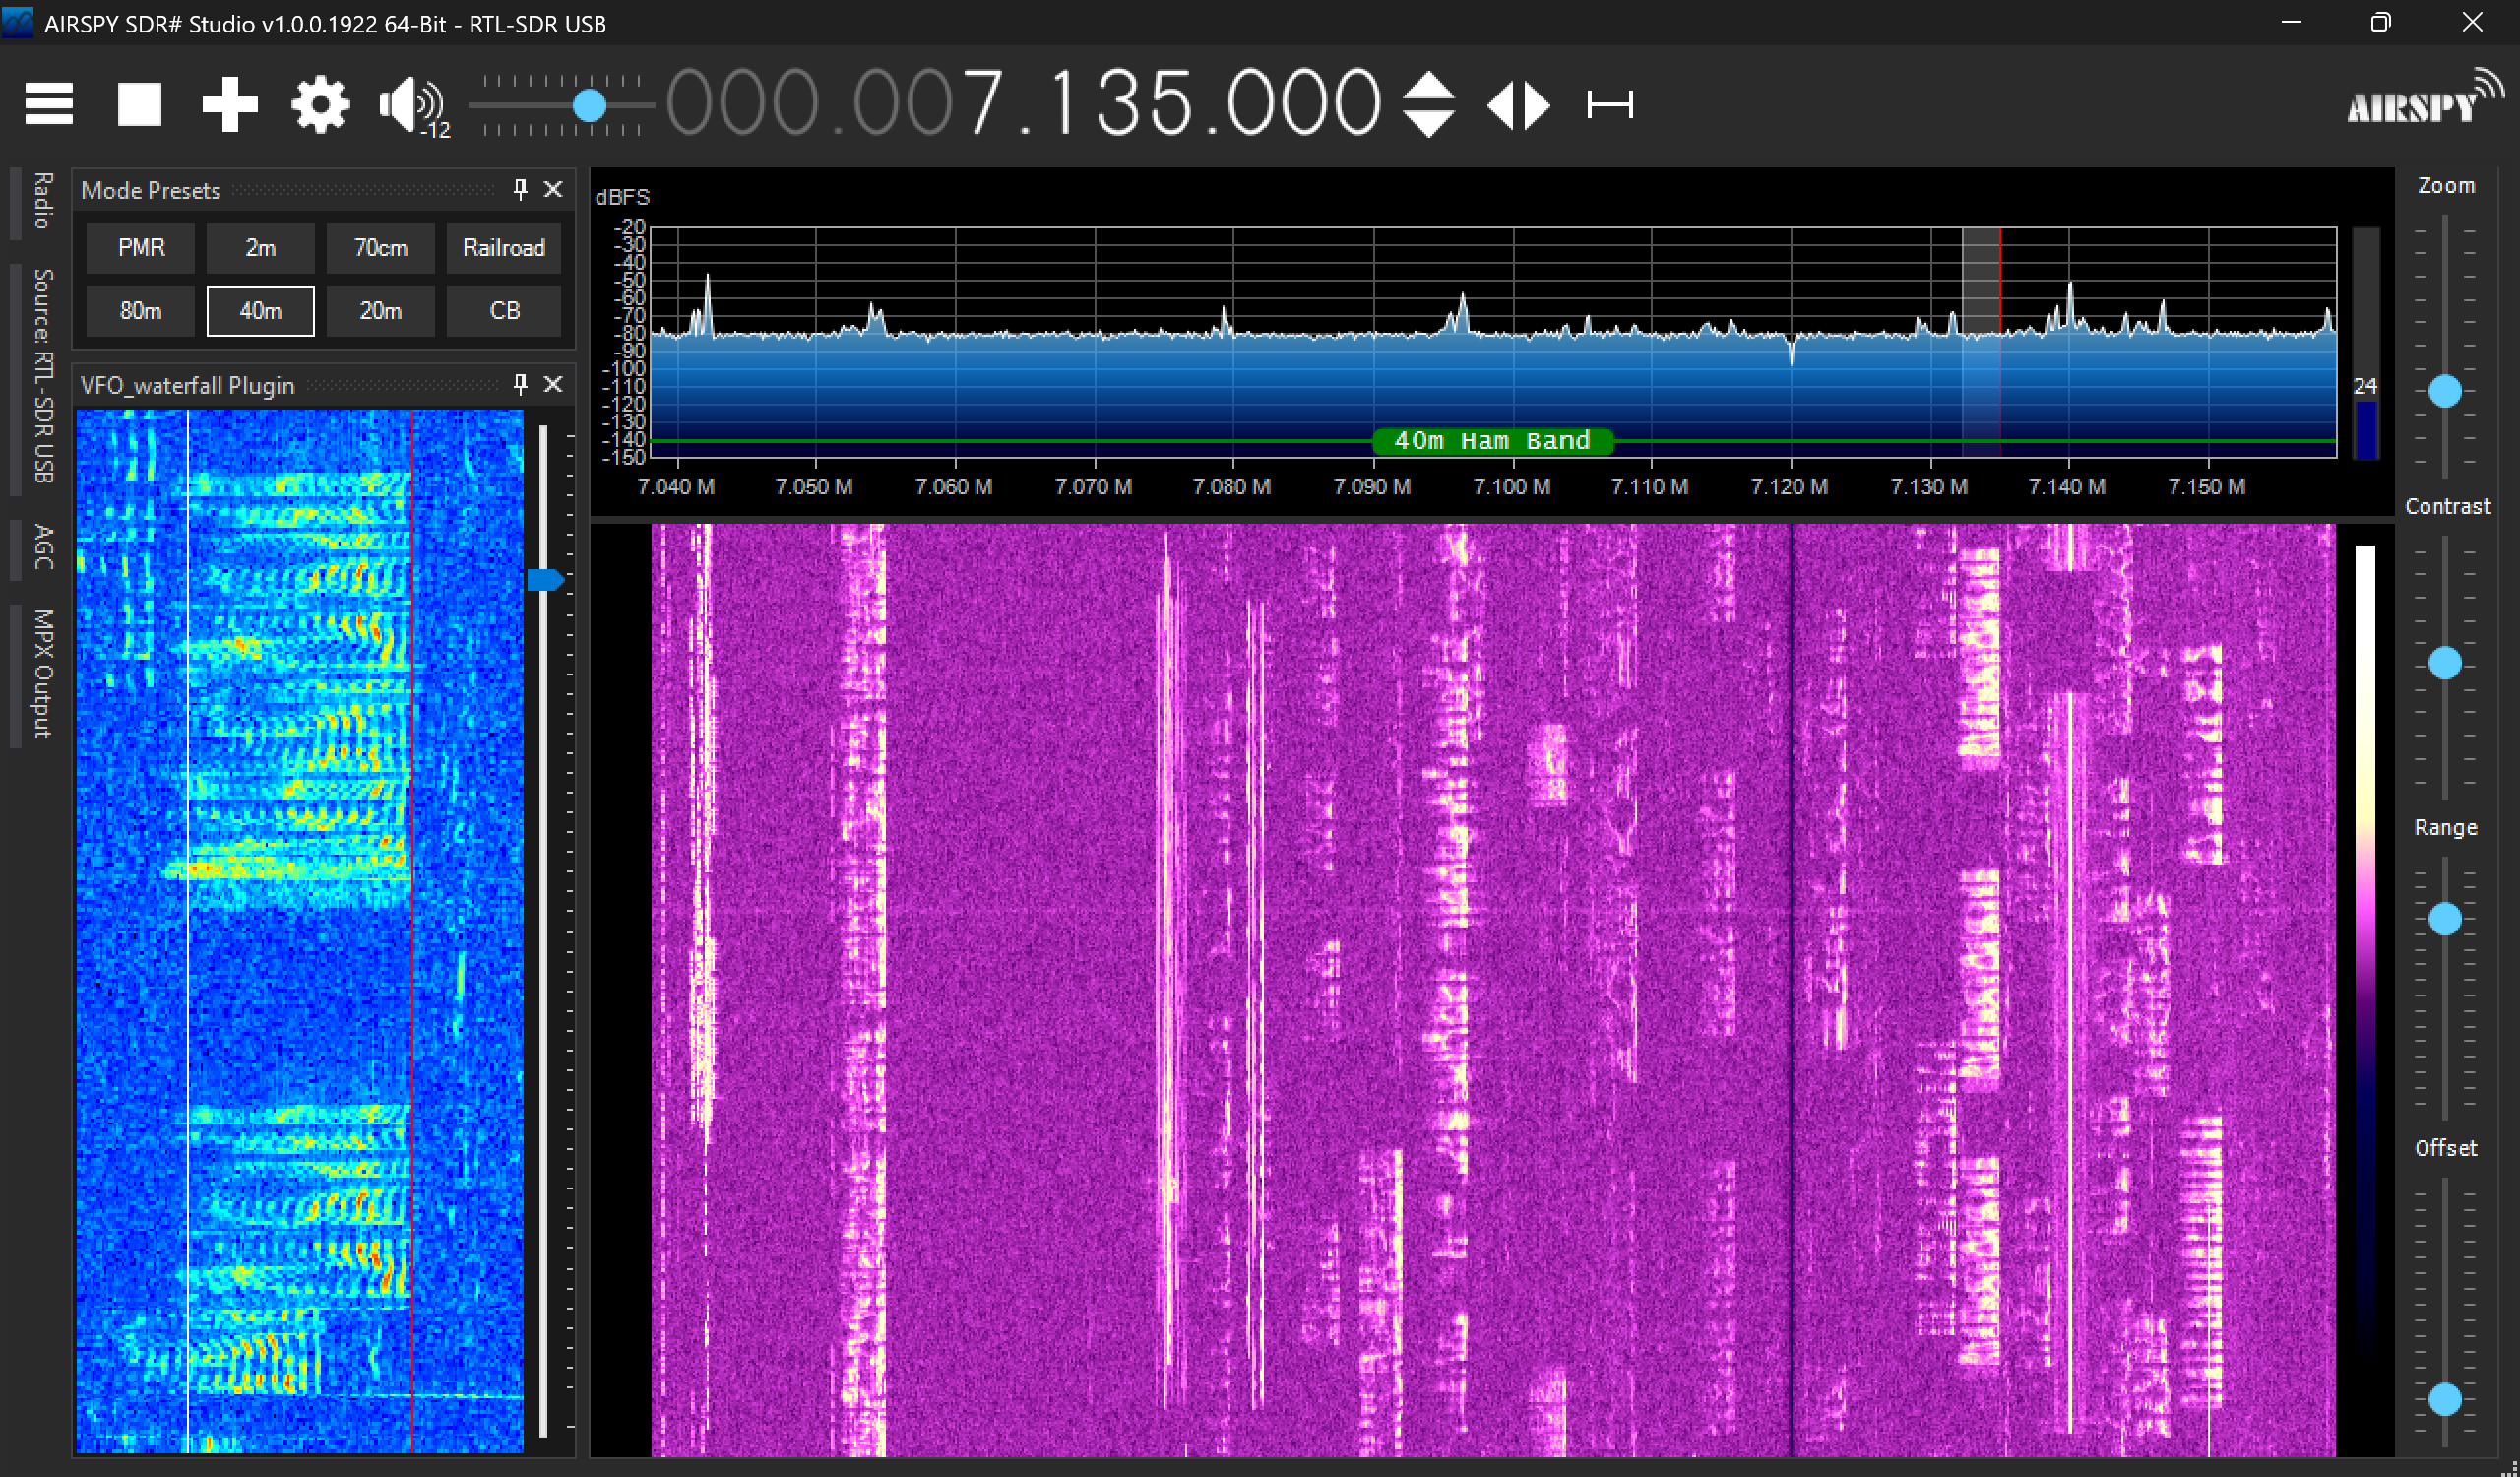 AIRSPY SDR# Studio v1.0.0.1922 64-Bit - RTL-SDR USB
-12
000.007.135.000
AIRSPY
Radio
Source: RTL-SDR USB
AGC
MPX Output
Mode Presets
PMR 2m 70cm Railroad
80m 40m 20m CB
VFO_waterfall Plugin
dBFS
-20
-30
-40
-50
-60
-70
-80
-90
-100
-110
-120
-130
-140
-150
40m Ham Band
24
7.040 M 7.050 M 7.060 M 7.070 M 7.080 M 7.090 M 7.100 M 7.110 M 7.120 M 7.130 M 7.140 M 7.150 M
Zoom
Contrast
Range
Offset